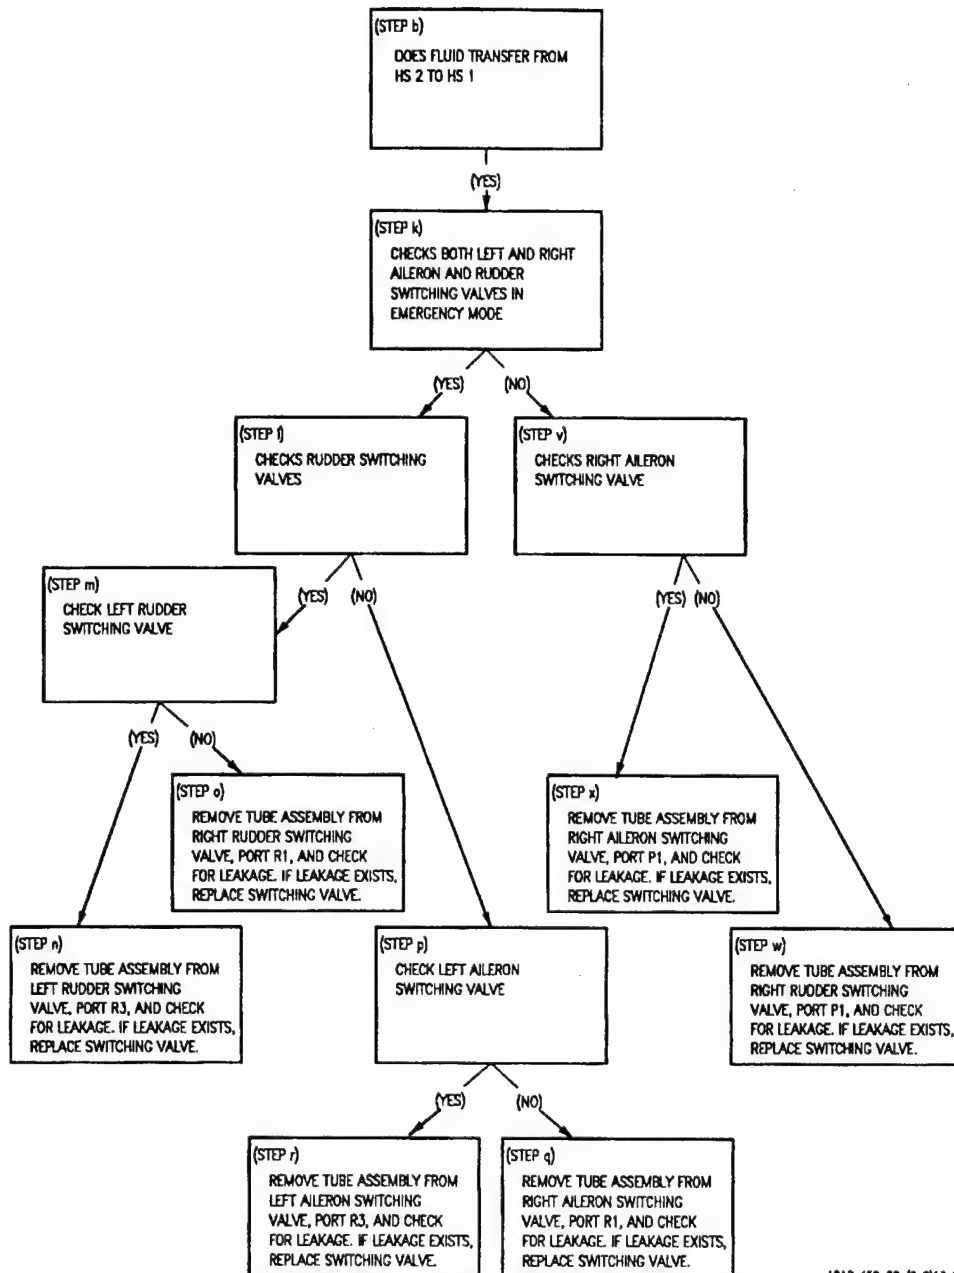 (STEP b)
DOES FLUID TRANSFER FROM
HS 2 TO HS 1
(YES)
(STEP k)
CHECKS BOTH LEFT AND RIGHT
AILERON AND RUDDER
SWITCHING VALVES IN
EMERGENCY MODE
(YES)
(NO)
(STEP l)
CHECKS RUDDER SWITCHING
VALVES
(STEP v)
CHECKS RIGHT AILERON
SWITCHING VALVE
(YES)
(NO)
(YES)
(NO)
(STEP m)
CHECK LEFT RUDDER
SWITCHING VALVE
(YES)
(NO)
(STEP o)
REMOVE TUBE ASSEMBLY FROM
RIGHT RUDDER SWITCHING
VALVE, PORT R1, AND CHECK
FOR LEAKAGE. IF LEAKAGE EXISTS,
REPLACE SWITCHING VALVE.
(STEP x)
REMOVE TUBE ASSEMBLY FROM
RIGHT AILERON SWITCHING
VALVE, PORT P1, AND CHECK
FOR LEAKAGE. IF LEAKAGE EXISTS,
REPLACE SWITCHING VALVE.
(STEP n)
REMOVE TUBE ASSEMBLY FROM
LEFT RUDDER SWITCHING
VALVE, PORT R3, AND CHECK
FOR LEAKAGE. IF LEAKAGE EXISTS,
REPLACE SWITCHING VALVE.
(STEP p)
CHECK LEFT AILERON
SWITCHING VALVE
(STEP w)
REMOVE TUBE ASSEMBLY FROM
RIGHT RUDDER SWITCHING
VALVE, PORT P1, AND CHECK
FOR LEAKAGE. IF LEAKAGE EXISTS,
REPLACE SWITCHING VALVE.
(YES)
(NO)
(STEP r)
REMOVE TUBE ASSEMBLY FROM
LEFT AILERON SWITCHING
VALVE, PORT R3, AND CHECK
FOR LEAKAGE. IF LEAKAGE EXISTS,
REPLACE SWITCHING VALVE.
(STEP q)
REMOVE TUBE ASSEMBLY FROM
RIGHT AILERON SWITCHING
VALVE, PORT R1, AND CHECK
FOR LEAKAGE. IF LEAKAGE EXISTS,
REPLACE SWITCHING VALVE.